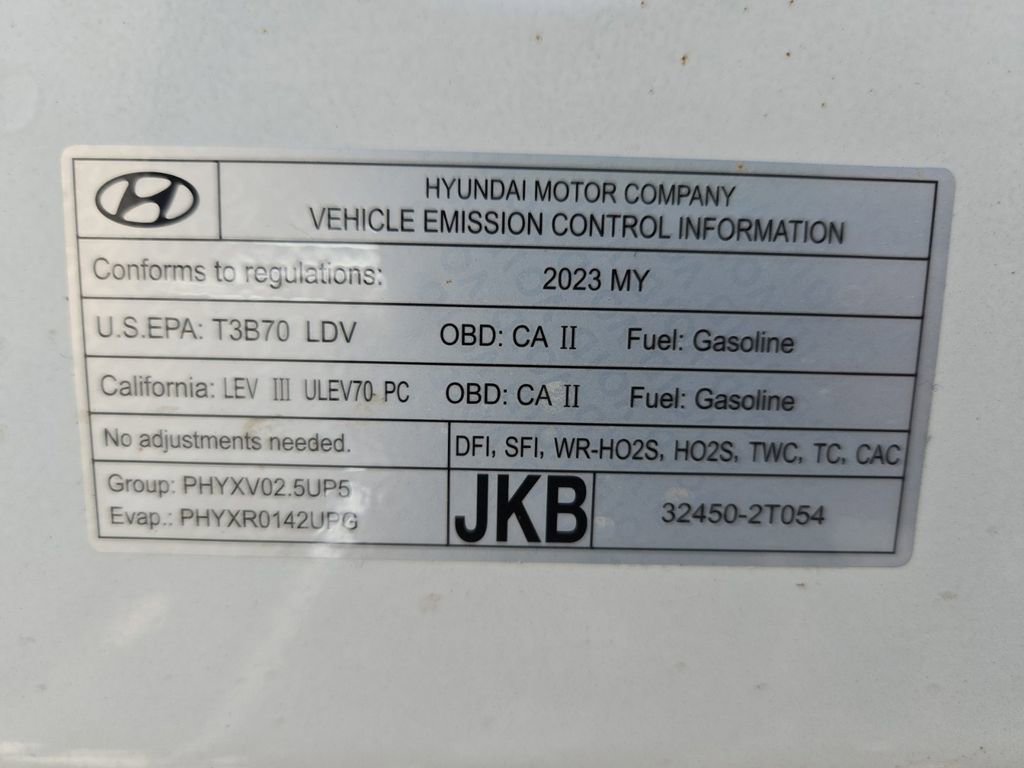 HYUNDAI MOTOR COMPANY
VEHICLE EMISSION CONTROL INFORMATION
Conforms to regulations: 2023 MY
U.S.EPA: T3B70 LDV OBD: CA II Fuel: Gasoline
California: LEV III ULEV70 PC OBD: CA II Fuel: Gasoline
No adjustments needed. DFI, SFI, WR-HO2S, HO2S, TWC, TC, CAC
Group: PHYXV02.5UP5
Evap.: PHYXR0142UPG
JKB 32450-2T054